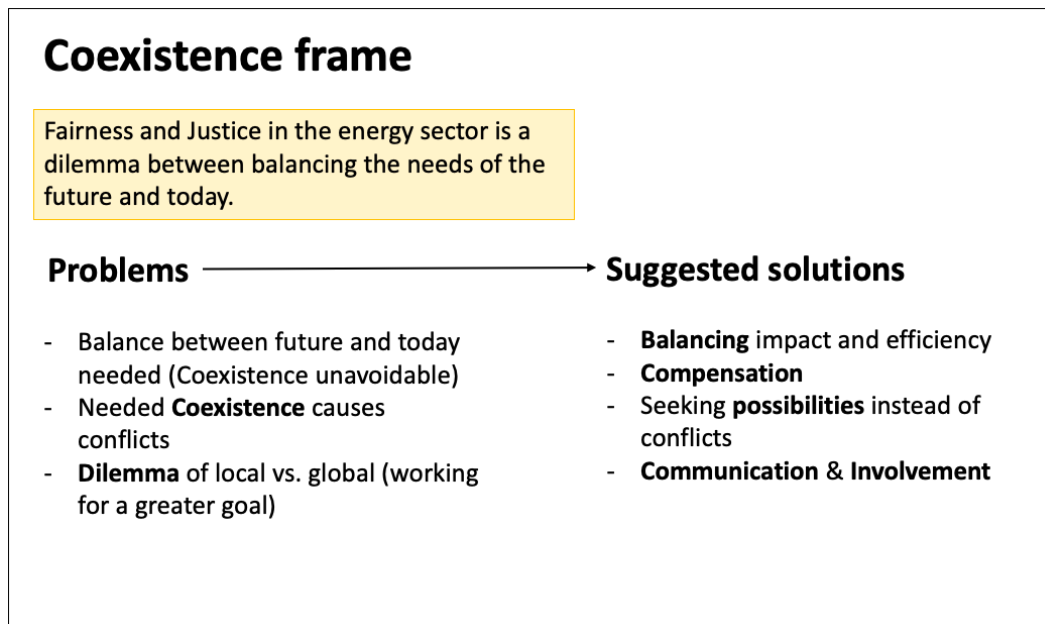 Coexistence frame
Fairness and Justice in the energy sector is a
dilemma between balancing the needs of the
future and today.
Problems
- Balance between future and today
needed (Coexistence unavoidable)
- Needed Coexistence causes
conflicts
- Dilemma of local vs. global (working
for a greater goal)
Suggested solutions
- Balancing impact and efficiency
- Compensation
- Seeking possibilities instead of
conflicts
- Communication & Involvement